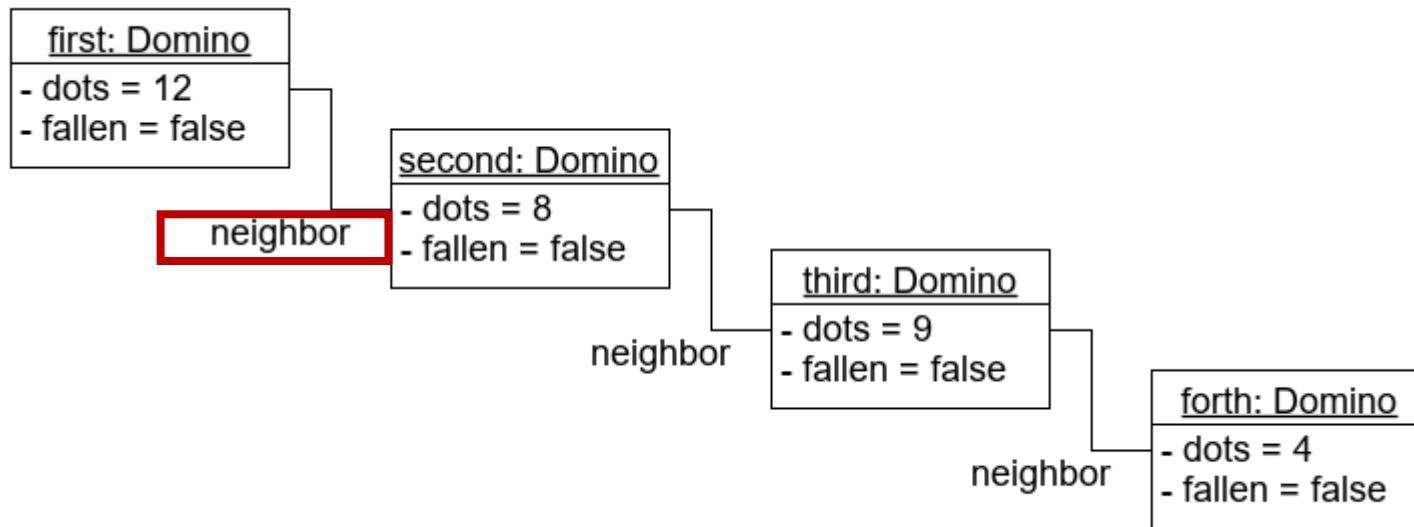 first: Domino
- dots = 12
- fallen = false
neighbor
second: Domino
- dots = 8
- fallen = false
neighbor
third: Domino
- dots = 9
- fallen = false
neighbor
forth: Domino
- dots = 4
- fallen = false